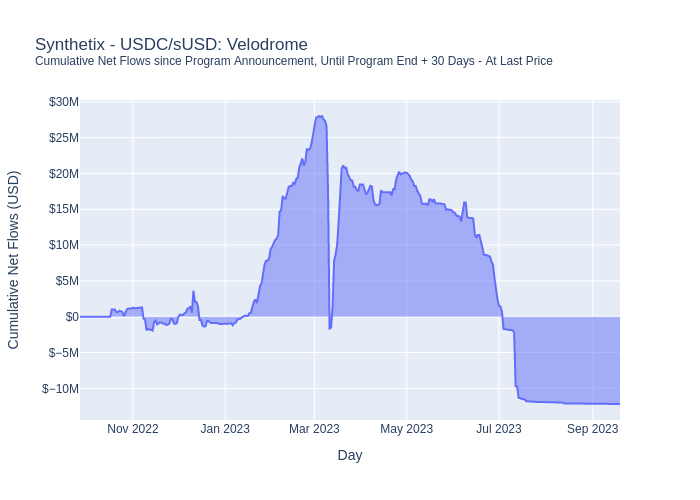 Synthetix - USDC/sUSD: Velodrome
Cumulative Net Flows since Program Announcement, Until Program End + 30 Days - At Last Price
Cumulative Net Flows (USD)
$30M
$25M
$20M
$15M
$10M
$5M
$0
$−5M
$−10M
Nov 2022 Jan 2023 Mar 2023 May 2023 Jul 2023 Sep 2023
Day